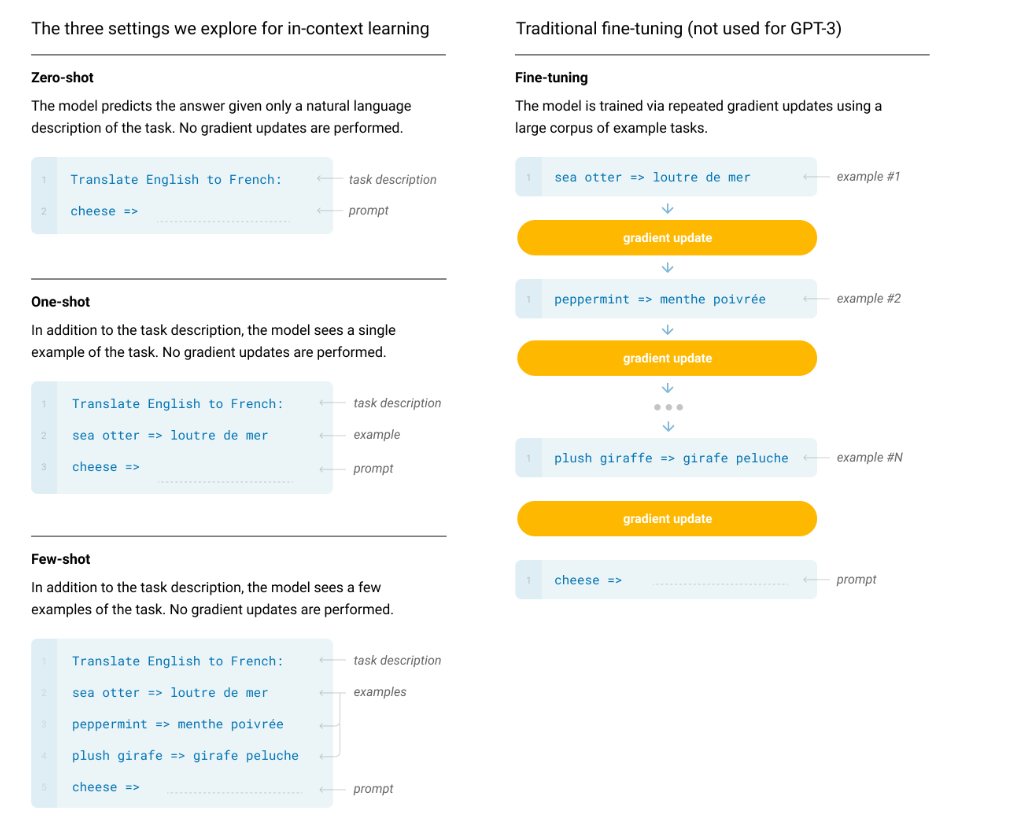 The three settings we explore for in-context learning
Zero-shot
The model predicts the answer given only a natural language
description of the task. No gradient updates are performed.
1 Translate English to French: task description
2 cheese => prompt
One-shot
In addition to the task description, the model sees a single
example of the task. No gradient updates are performed.
1 Translate English to French: task description
2 sea otter => loutre de mer example
3 cheese => prompt
Few-shot
In addition to the task description, the model sees a few
examples of the task. No gradient updates are performed.
1 Translate English to French: task description
2 sea otter => loutre de mer examples
3 peppermint => menthe poivrée
4 plush girafe => girafe peluche
5 cheese => prompt
Traditional fine-tuning (not used for GPT-3)
Fine-tuning
The model is trained via repeated gradient updates using a
large corpus of example tasks.
1 sea otter => loutre de mer example #1
gradient update
1 peppermint => menthe poivrée example #2
gradient update
1 plush giraffe => girafe peluche example #N
gradient update
1 cheese => prompt